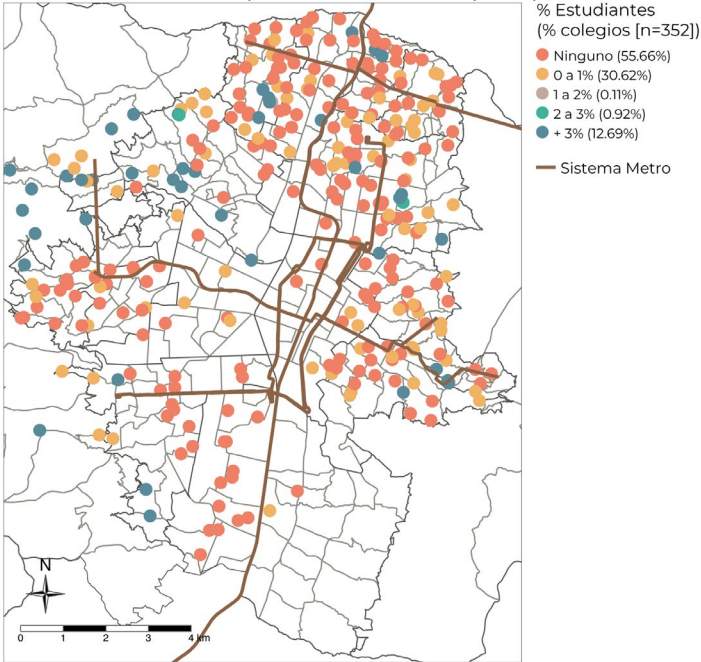 % Estudiantes
(% colegios [n=352])
Ninguno (55.66%)
0 a 1% (30.62%)
1 a 2% (0.11%)
2 a 3% (0.92%)
+ 3% (12.69%)
Sistema Metro
N
0 1 2 3 4 km